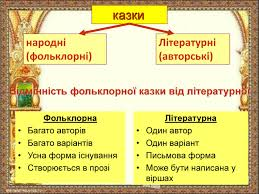 казки
народні
(фольклорні)
Літературні
(авторські)
Відмінність фольклорної казки від літературної
Фольклорна
• Багато авторів
• Багато варіантів
• Усна форма існування
• Створюється в прозі
Літературна
• Один автор
• Один варіант
• Письмова форма
• Може бути написана у
віршах